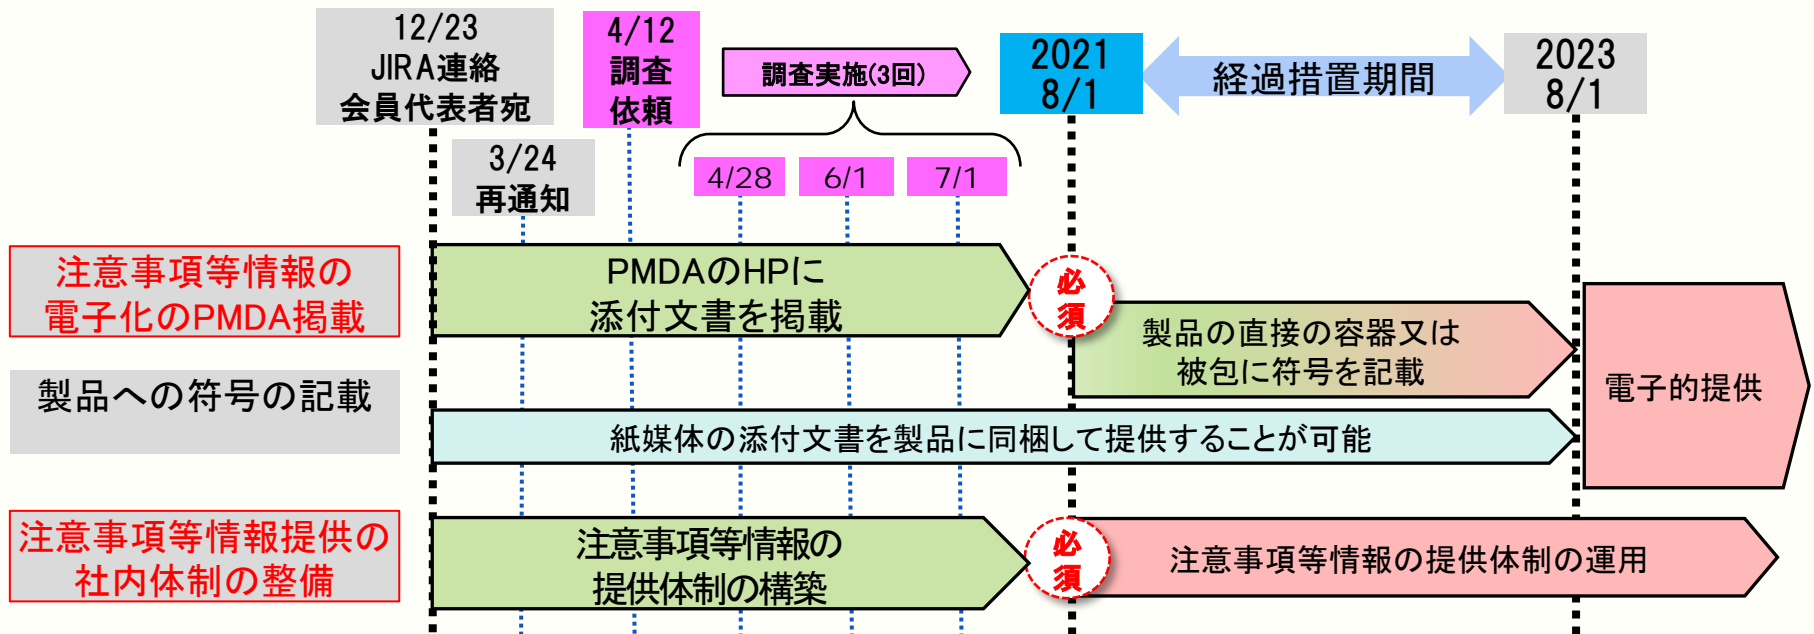 12/23
JIRA連絡
会員代表者宛
4/12
調査
依頼
調査実施(3回)
2021
8/1
経過措置期間
2023
8/1
3/24
再通知
4/28
6/1
7/1
注意事項等情報の
電子化のPMDA掲載
PMDAのHPに
添付文書を掲載
必
須
製品の直接の容器又は
被包に符号を記載
電子的提供
製品への符号の記載
紙媒体の添付文書を製品に同梱して提供することが可能
注意事項等情報提供の
社内体制の整備
注意事項等情報の
提供体制の構築
必
須
注意事項等情報の提供体制の運用